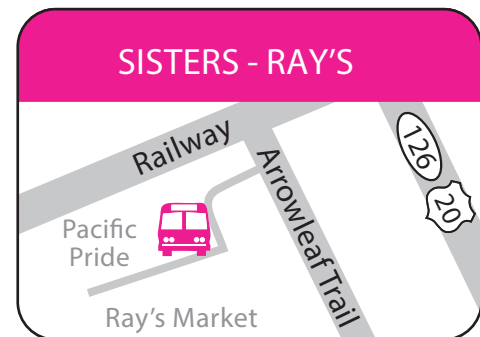 SISTERS - RAY'S
Railway
Arrowleaf Trail
126
20
Pacific
Pride
Ray's Market